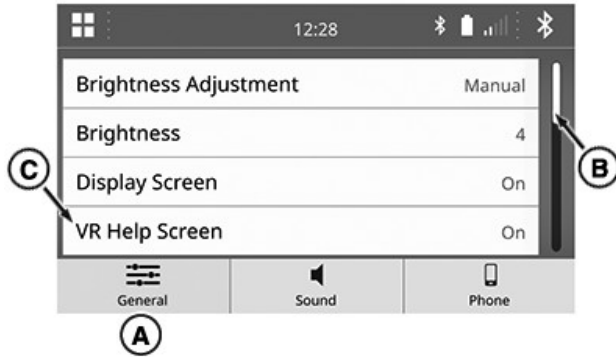 12:28
Brightness Adjustment Manual
Brightness 4
Display Screen On
VR Help Screen On
General Sound Phone
A
B
C